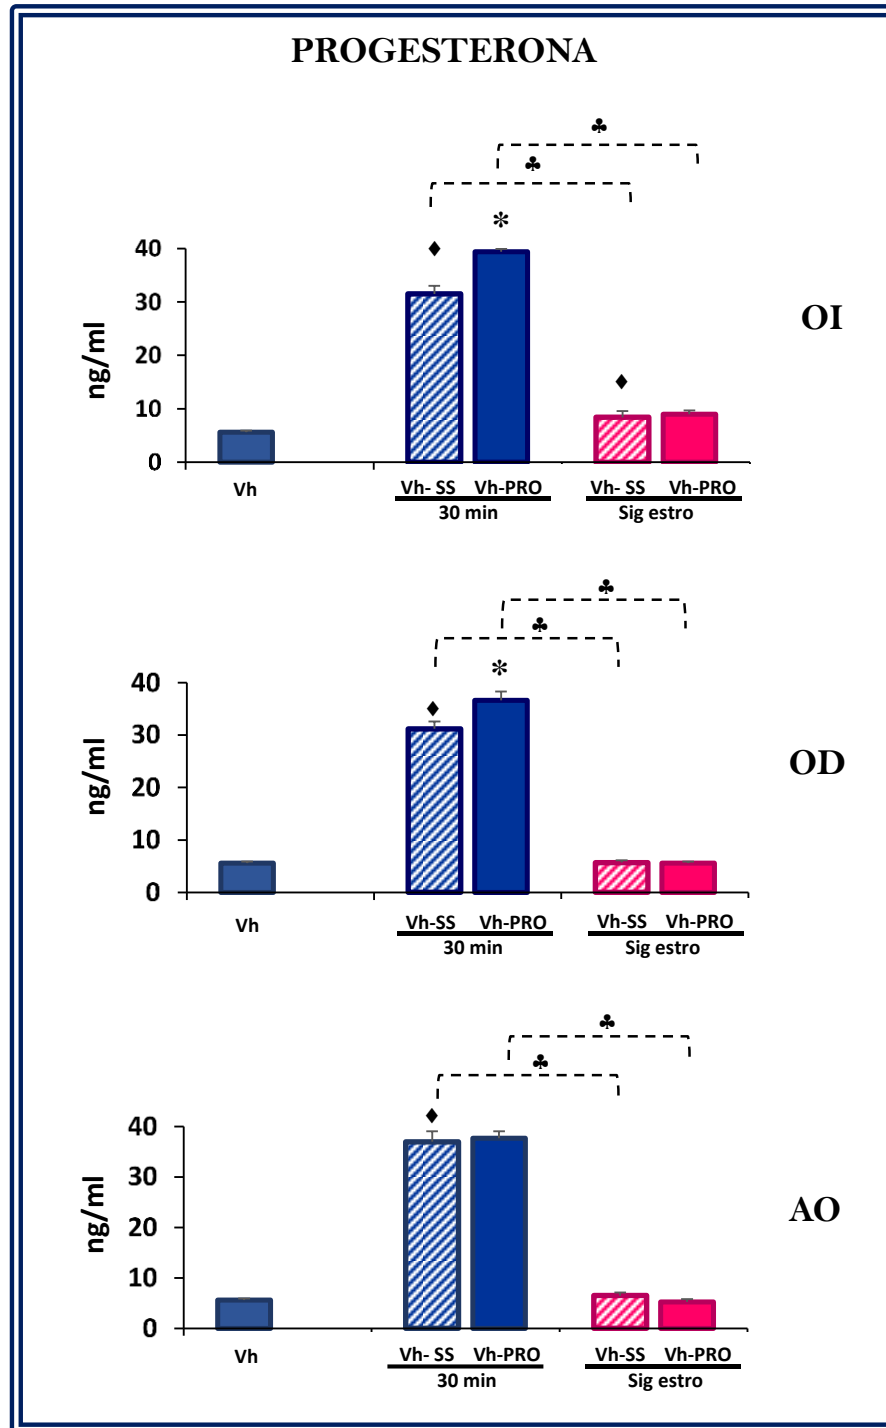 PROGESTERONA
♣
♣
*
♦
40
30
20
10
0
ng/ml
♦
OI
Vh
Vh- SS Vh-PRO
Vh- SS Vh-PRO
30 min
Sig estro
♣
♣
*
♦
40
30
20
10
0
ng/ml
OD
Vh
Vh-SS Vh-PRO
Vh-SS Vh-PRO
30 min
Sig estro
♣
♣
♦
40
30
20
10
0
ng/ml
AO
Vh
Vh- SS Vh-PRO
Vh-SS Vh-PRO
30 min
Sig estro